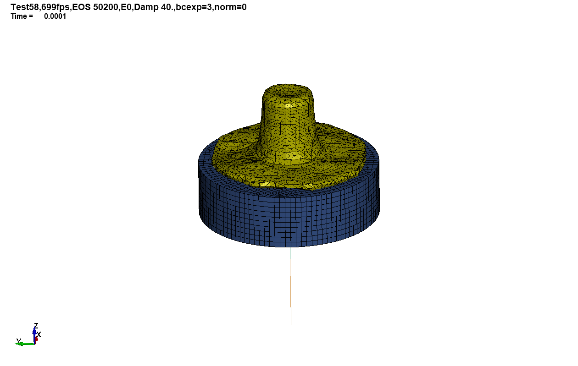 Test58,699fps,EOS 50200,E0,Damp 40.,bcexp=3,norm=0
Time = 0.0001
Z
X
Y